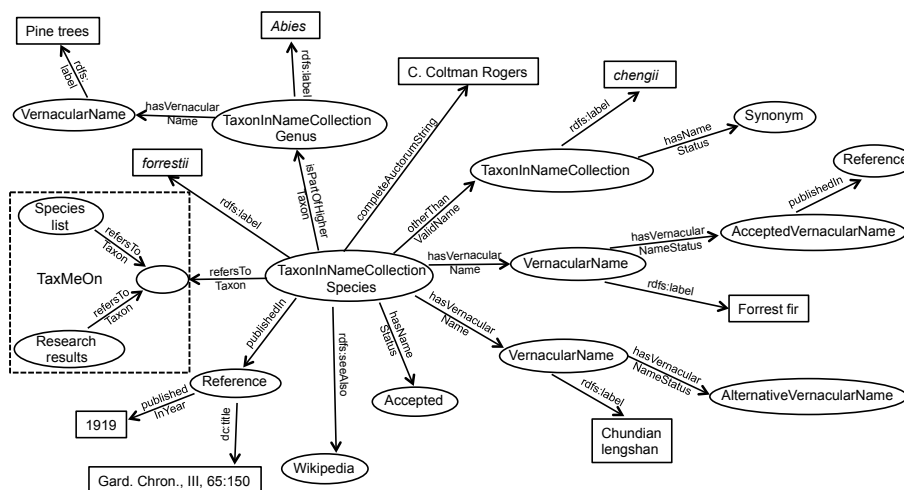 Pine trees
Abies
C. Coltman Rogers
chengii
rdfs:
label
rdfs:label
rdfs:label
VernacularName
hasVernacular
Name
TaxonInNameCollection
Genus
completeAuctorumString
TaxonInNameCollection
hasName
Status
Synonym
forrestii
rdfs:label
isPartOfHigher
Taxon
otherThan
ValidName
Reference
publishedIn
Species
list
refersTo
Taxon
TaxMeOn
refersTo
Taxon
Research
results
refersTo
Taxon
TaxonInNameCollection
Species
hasVernacular
Name
VernacularName
hasVernacular
NameStatus
AcceptedVernacularName
rdfs:label
Forrest fir
publishedIn
rdfs:seeAlso
hasName
Status
hasVernacular
Name
VernacularName
hasVernacular
NameStatus
AlternativeVernacularName
rdfs:label
Chundian
lengshan
Reference
published
InYear
1919
dc:title
Gard. Chron., III, 65:150
Wikipedia
Accepted